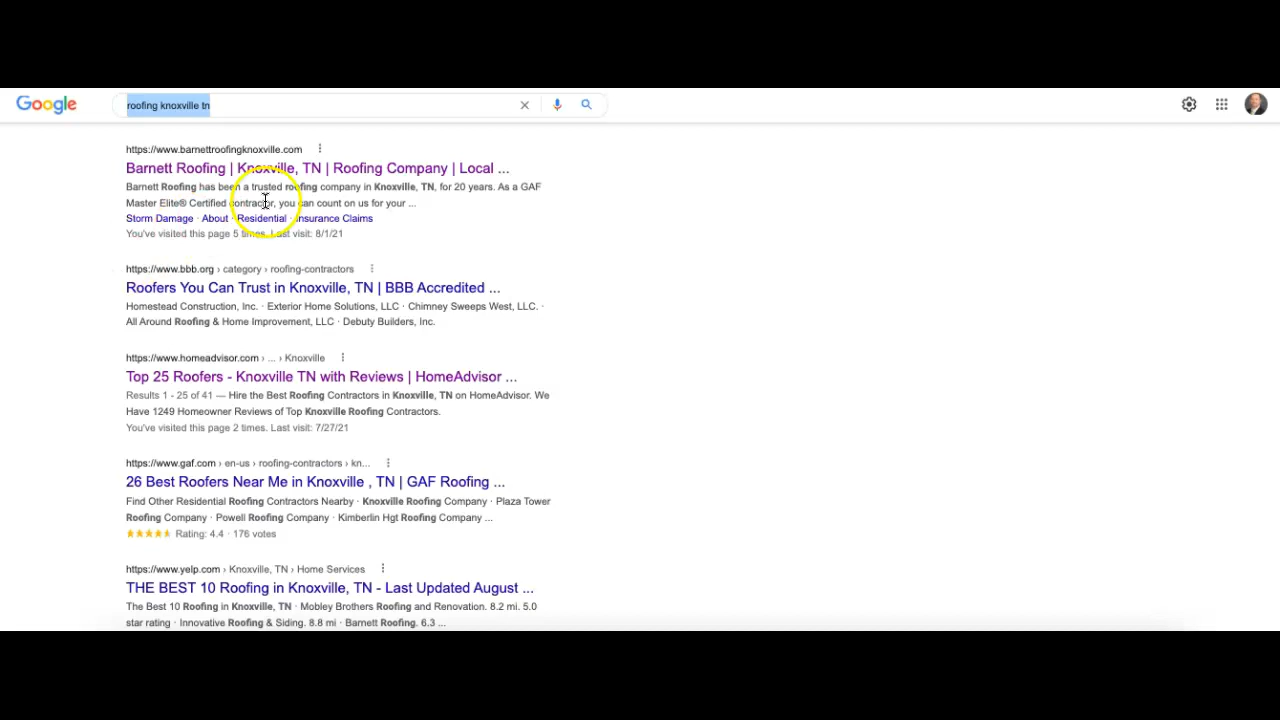 Google
roofing knoxville tn
https://www.barnettroofingknoxville.com
Barnett Roofing | Knoxville, TN | Roofing Company | Local ...
Barnett Roofing has been a trusted roofing company in Knoxville, TN, for 20 years. As a GAF
Master Elite® Certified contractor, you can count on us for your ...
Storm Damage · About · Residential · Insurance Claims
You've visited this page 5 times. Last visit: 8/1/21
https://www.bbb.org › category › roofing-contractors
Roofers You Can Trust in Knoxville, TN | BBB Accredited ...
Homestead Construction, Inc. · Exterior Home Solutions, LLC · Chimney Sweeps West, LLC. ·
All Around Roofing & Home Improvement, LLC · Debuty Builders, Inc.
https://www.homeadvisor.com › ... › Knoxville
Top 25 Roofers - Knoxville TN with Reviews | HomeAdvisor ...
Results 1 - 25 of 41 — Hire the Best Roofing Contractors in Knoxville, TN on HomeAdvisor. We
Have 1249 Homeowner Reviews of Top Knoxville Roofing Contractors.
You've visited this page 2 times. Last visit: 7/27/21
https://www.gaf.com › en-us › roofing-contractors › kn...
26 Best Roofers Near Me in Knoxville , TN | GAF Roofing ...
Find Other Residential Roofing Contractors Nearby · Knoxville Roofing Company · Plaza Tower
Roofing Company · Powell Roofing Company · Kimberlin Hgt Roofing Company ...
Rating: 4.4 · 176 votes
https://www.yelp.com › Knoxville, TN › Home Services
THE BEST 10 Roofing in Knoxville, TN - Last Updated August ...
The Best 10 Roofing in Knoxville, TN · Mobley Brothers Roofing and Renovation. 8.2 mi. 5.0
star rating · Innovative Roofing & Siding. 8.8 mi · Barnett Roofing. 6.3 ...